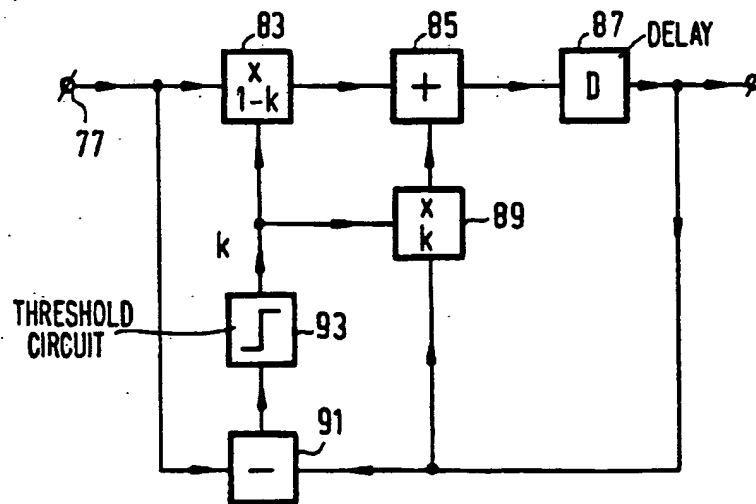 83
85
87
DELAY
x
1-k
+
D
77
x
k
89
k
THRESHOLD
CIRCUIT
93
91
-